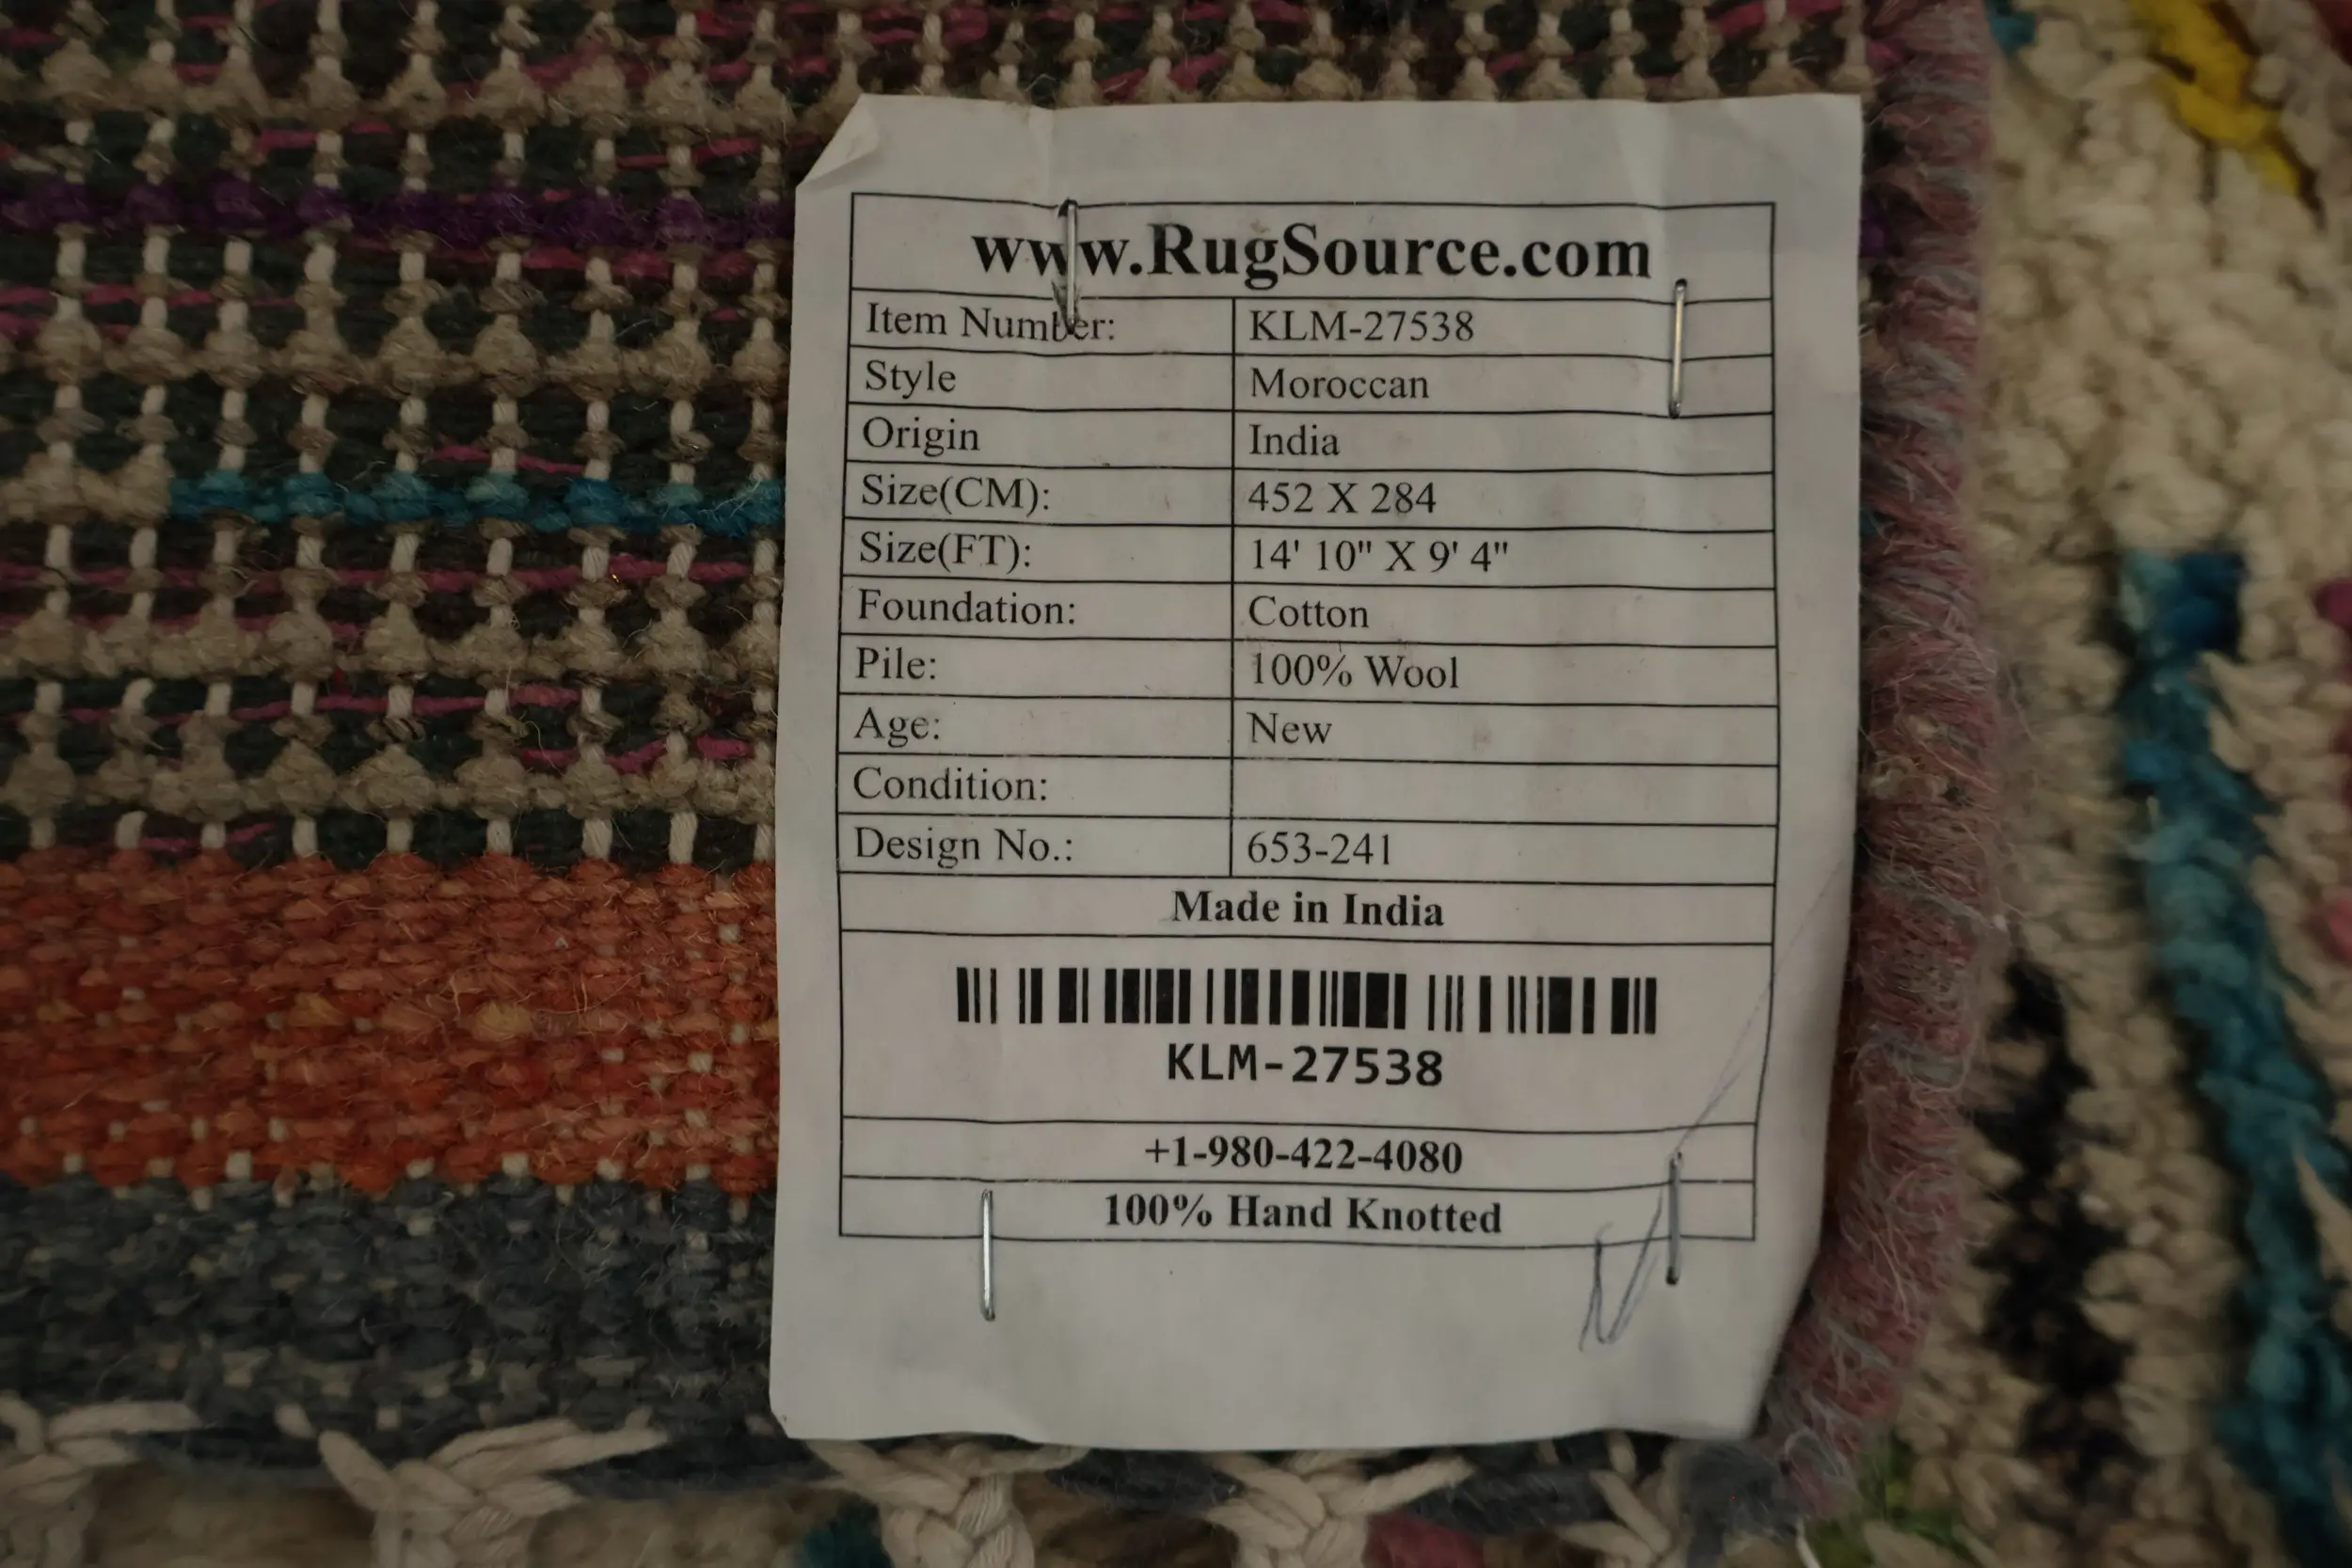 www.RugSource.com
Item Number: KLM-27538
Style Moroccan
Origin India
Size(CM): 452 X 284
Size(FT): 14' 10" X 9' 4"
Foundation: Cotton
Pile: 100% Wool
Age: New
Condition:
Design No.: 653-241
Made in India
KLM-27538
+1-980-422-4080
100% Hand Knotted